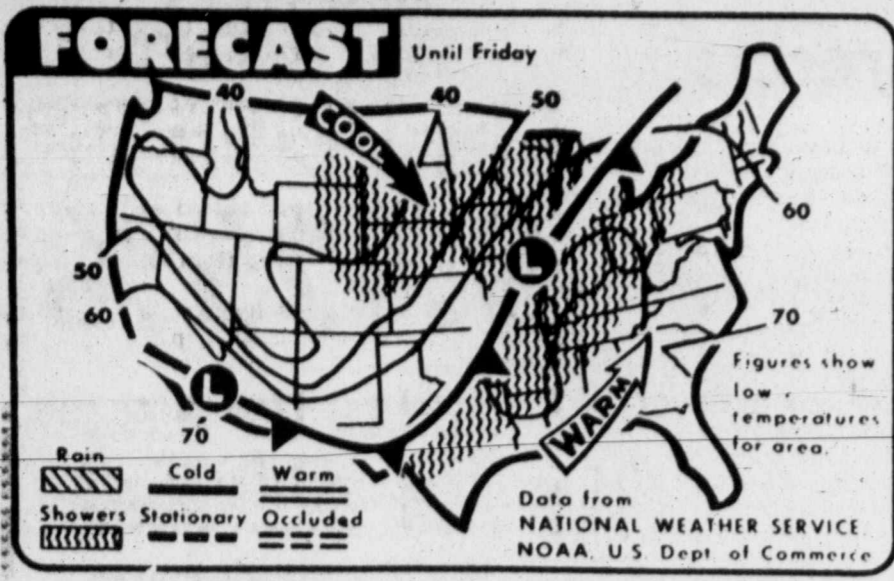 FORECAST
Until Friday
40
40
50
COOL
60
50
60
L
70
L
70
WARM
Figures show
low
temperatures
for area.
Rain
Cold
Warm
Showers
Stationary
Occluded
Data from
NATIONAL WEATHER SERVICE,
NOAA, U.S. Dept. of Commerce